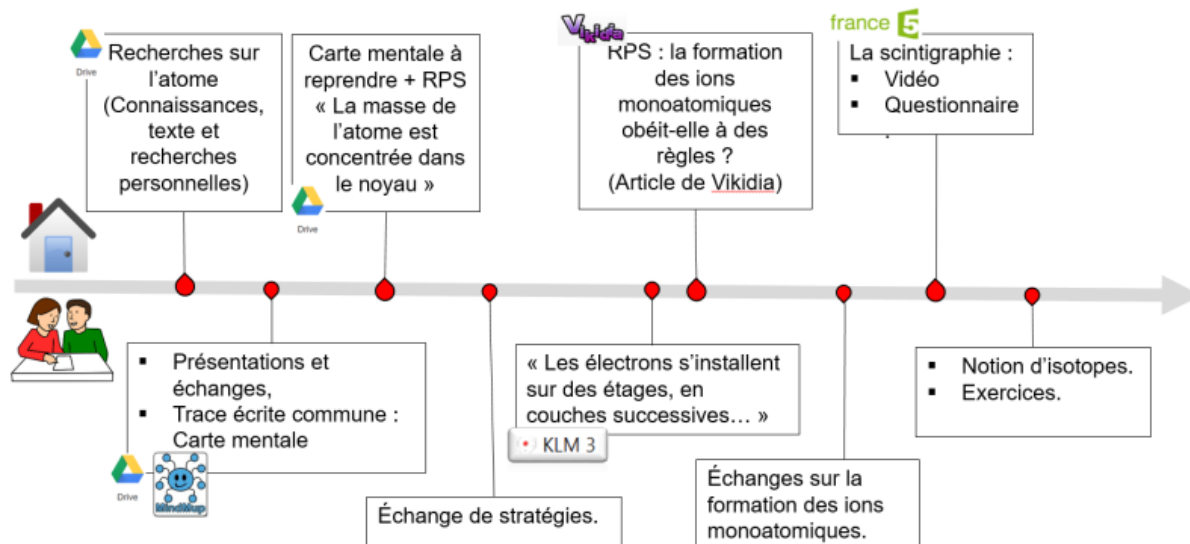 Drive
Recherches sur
l'atome
(Connaissances,
texte et
recherches
personnelles)
Carte mentale à
reprendre + RPS
« La masse de
l'atome est
concentrée dans
le noyau »
Drive
Vikidia
RPS : la formation
des ions
monoatomiques
obéit-elle à des
règles ?
(Article de Vikidia)
france 5
La scintigraphie :
▪ Vidéo
▪ Questionnaire
▪ Présentations et
échanges,
▪ Trace écrite commune :
Carte mentale
Drive
MindMup
Échange de stratégies.
« Les électrons s'installent
sur des étages, en
couches successives... »
KLM 3
Échanges sur la
formation des ions
monoatomiques.
▪ Notion d'isotopes.
▪ Exercices.